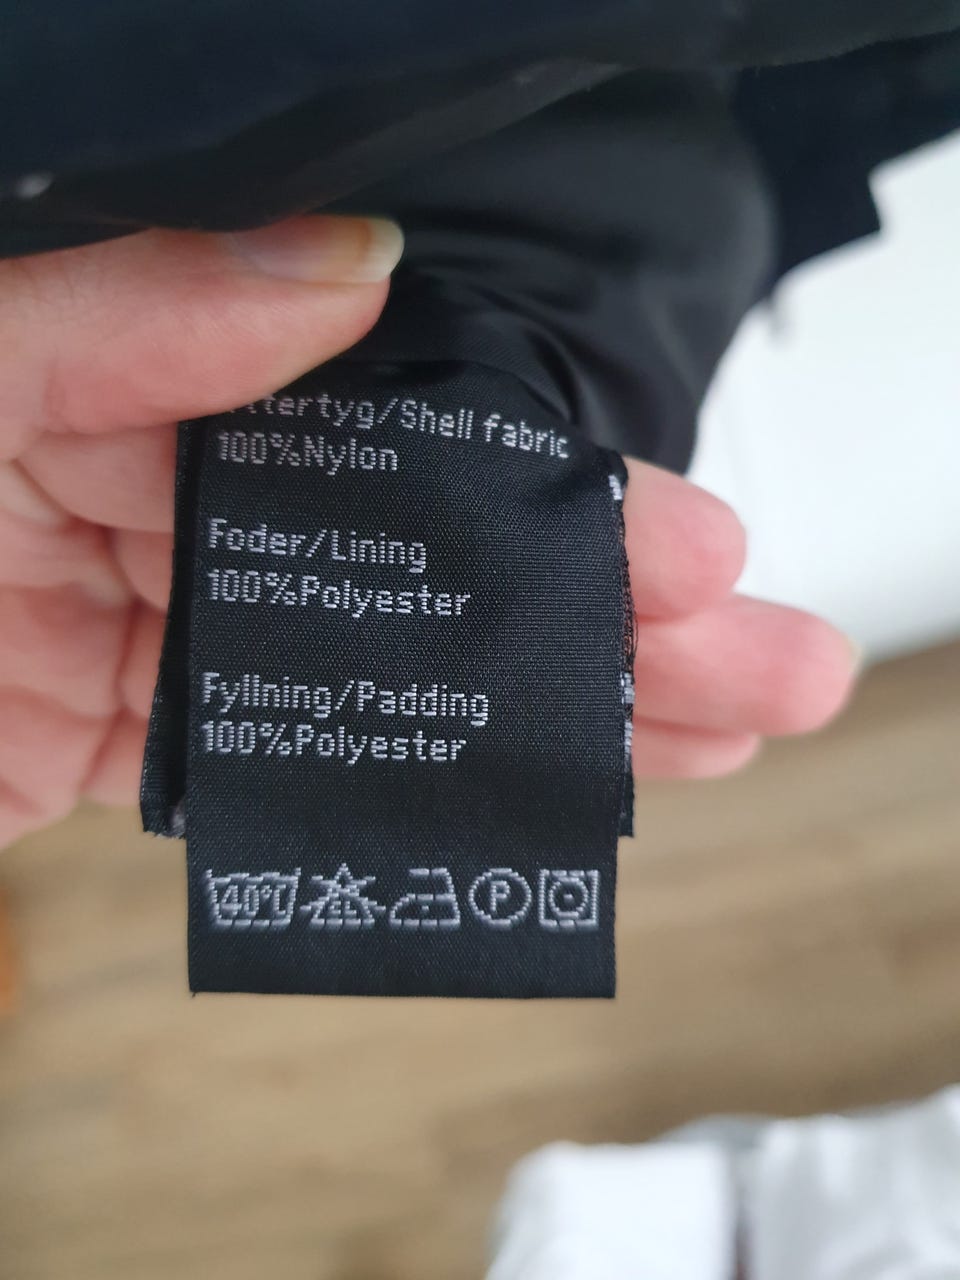 /Shell fabric
100%Nylon
Foder/Lining
100%Polyester
Fyllning/Padding
100%Polyester
40°C
P